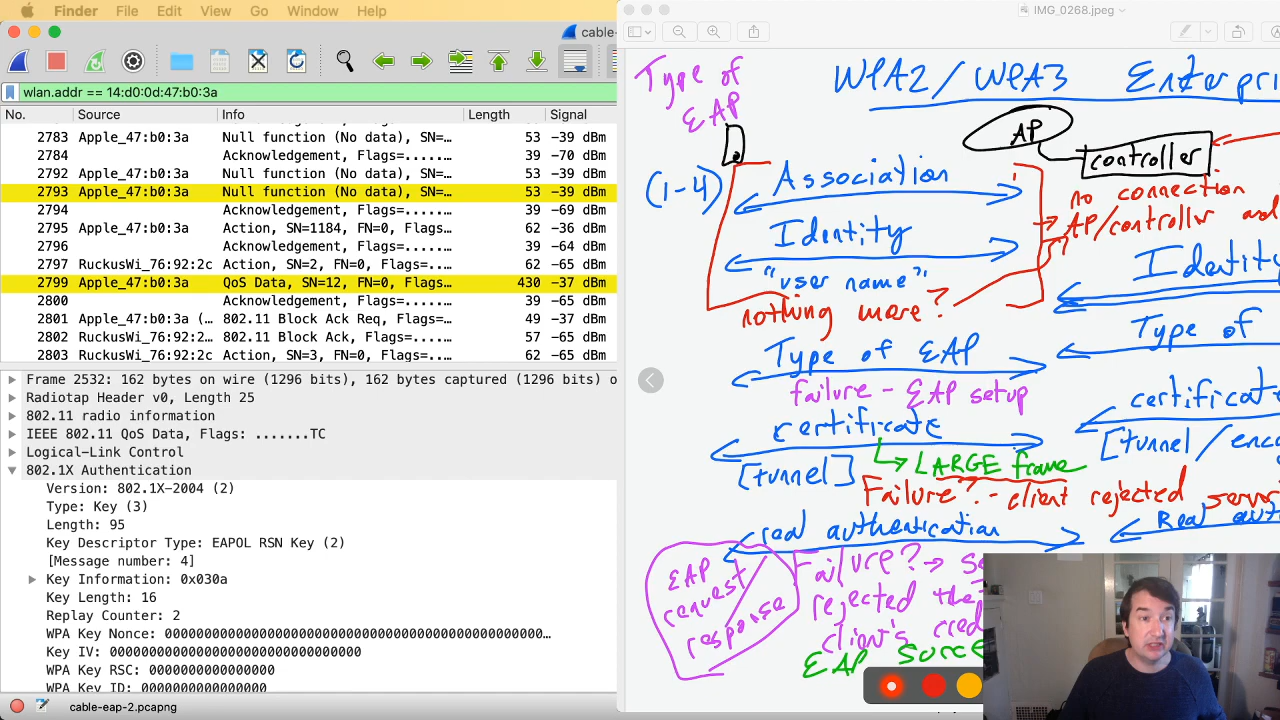 Finder File Edit View Go Window Help
IMG_0268.jpeg
cable-
wlan.addr == 14:d0:0d:47:b0:3a
No. Source Info Length Signal
2783 Apple_47:b0:3a Null function (No data), SN=… 53 -39 dBm
2784 Acknowledgement, Flags=...... 39 -70 dBm
2792 Apple_47:b0:3a Null function (No data), SN=… 53 -39 dBm
2793 Apple_47:b0:3a Null function (No data), SN=… 53 -39 dBm
2794 Acknowledgement, Flags=...... 39 -69 dBm
2795 Apple_47:b0:3a Action, SN=1184, FN=0, Flags… 62 -36 dBm
2796 Acknowledgement, Flags=...... 39 -64 dBm
2797 RuckusWi_76:92:2c Action, SN=2, FN=0, Flags=..… 62 -65 dBm
2799 Apple_47:b0:3a QoS Data, SN=12, FN=0, Flags… 430 -37 dBm
2800 Acknowledgement, Flags=...... 39 -65 dBm
2801 Apple_47:b0:3a (… 802.11 Block Ack Req, Flags=… 49 -37 dBm
2802 RuckusWi_76:92:2… 802.11 Block Ack, Flags=..… 57 -65 dBm
2803 RuckusWi_76:92:2c Action, SN=3, FN=0, Flags=..… 62 -65 dBm
Frame 2532: 162 bytes on wire (1296 bits), 162 bytes captured (1296 bits) o
Radiotap Header v0, Length 25
802.11 radio information
IEEE 802.11 QoS Data, Flags: .......TC
Logical-Link Control
802.1X Authentication
Version: 802.1X-2004 (2)
Type: Key (3)
Length: 95
Key Descriptor Type: EAPOL RSN Key (2)
[Message number: 4]
Key Information: 0x030a
Key Length: 16
Replay Counter: 2
WPA Key Nonce: 0000000000000000000000000000000000000000000000000…
Key IV: 00000000000000000000000000000000
WPA Key RSC: 0000000000000000
WPA Key ID: 0000000000000000
cable-eap-2.pcapng
Type of
EAP
WPA2/WPA3 Enterpri
AP
controller
(1-4)
Association
no connection
AP/controller and
Identity
"user name"
nothing more?
Identity
Type of EAP
Type of
failure - EAP setup
certificate
certificat
LARGE frame
[tunnel]
[tunnel/enc
Failure? - client rejected serv
real authentication
Real aut
EAP
request
response
Failure? → Se
rejected the
client's cred
EAP Succe